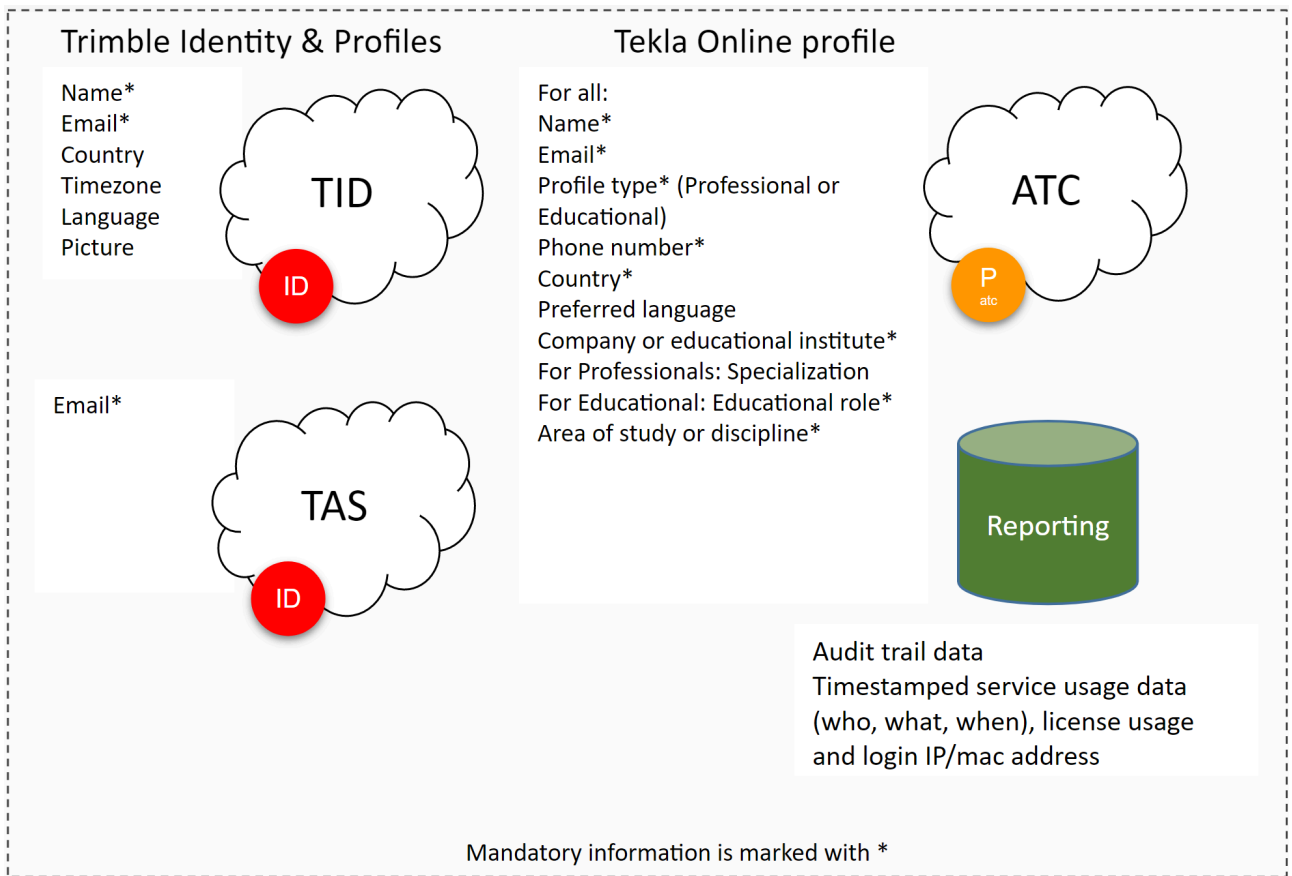 Trimble Identity & Profiles
Name*
Email*
Country
Timezone
Language
Picture
TID
ID
Email*
TAS
ID
Tekla Online profile
For all:
Name*
Email*
Profile type* (Professional or
Educational)
Phone number*
Country*
Preferred language
Company or educational institute*
For Professionals: Specialization
For Educational: Educational role*
Area of study or discipline*
ATC
P
atc
Reporting
Audit trail data
Timestamped service usage data
(who, what, when), license usage
and login IP/mac address
Mandatory information is marked with *